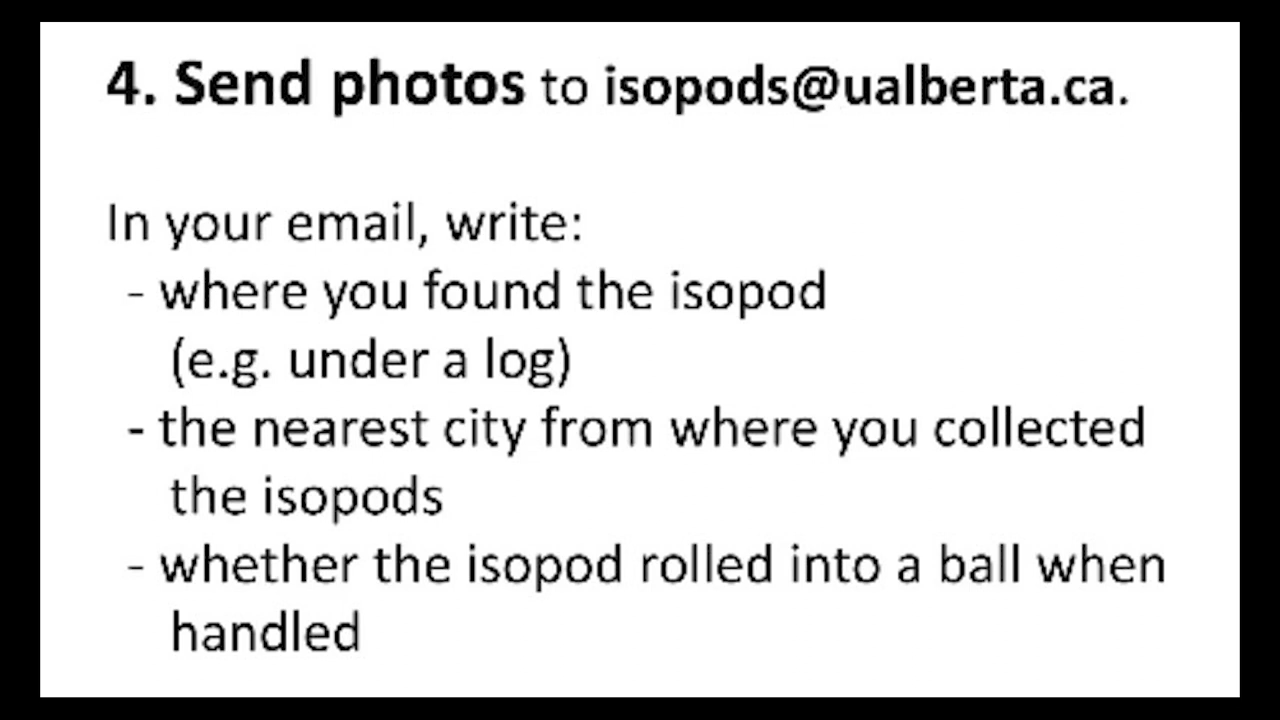 4. Send photos to isopods@ualberta.ca.
In your email, write:
- where you found the isopod
(e.g. under a log)
- the nearest city from where you collected
the isopods
- whether the isopod rolled into a ball when
handled